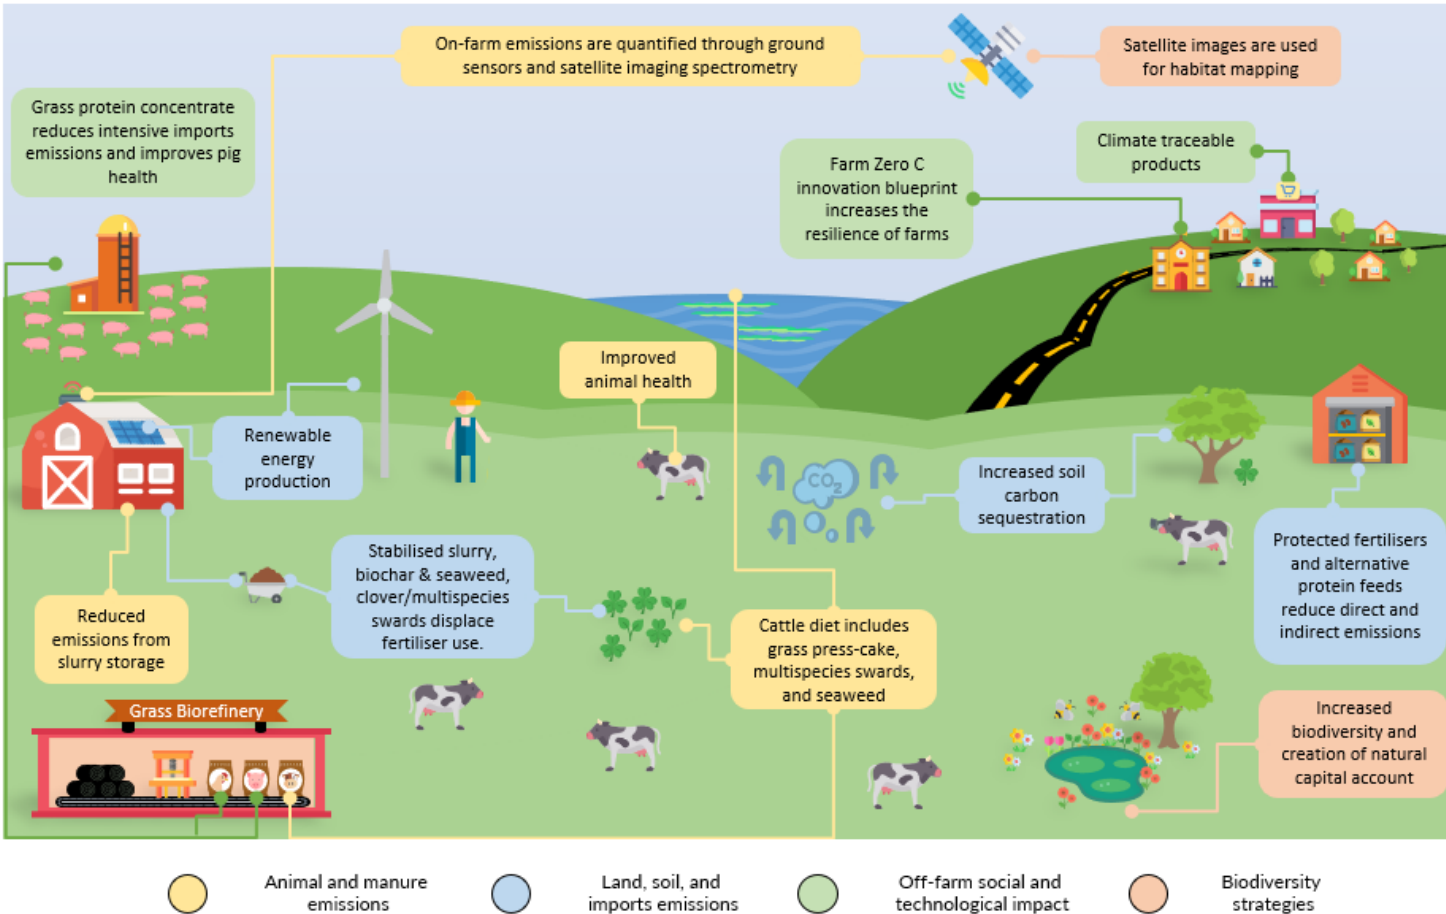 On-farm emissions are quantified through ground
sensors and satellite imaging spectrometry
Satellite images are used
for habitat mapping
Grass protein concentrate
reduces intensive imports
emissions and improves pig
health
Farm Zero C
innovation blueprint
increases the
resilience of farms
Climate traceable
products
Improved
animal health
Renewable
energy
production
CO₂
Increased soil
carbon
sequestration
Protected fertilisers
and alternative
protein feeds
reduce direct and
indirect emissions
Stabilised slurry,
biochar & seaweed,
clover/multispecies
swards displace
fertiliser use.
Reduced
emissions from
slurry storage
Cattle diet includes
grass press-cake,
multispecies swards,
and seaweed
Grass Biorefinery
Increased
biodiversity and
creation of natural
capital account
Animal and manure
emissions
Land, soil, and
imports emissions
Off-farm social and
technological impact
Biodiversity
strategies